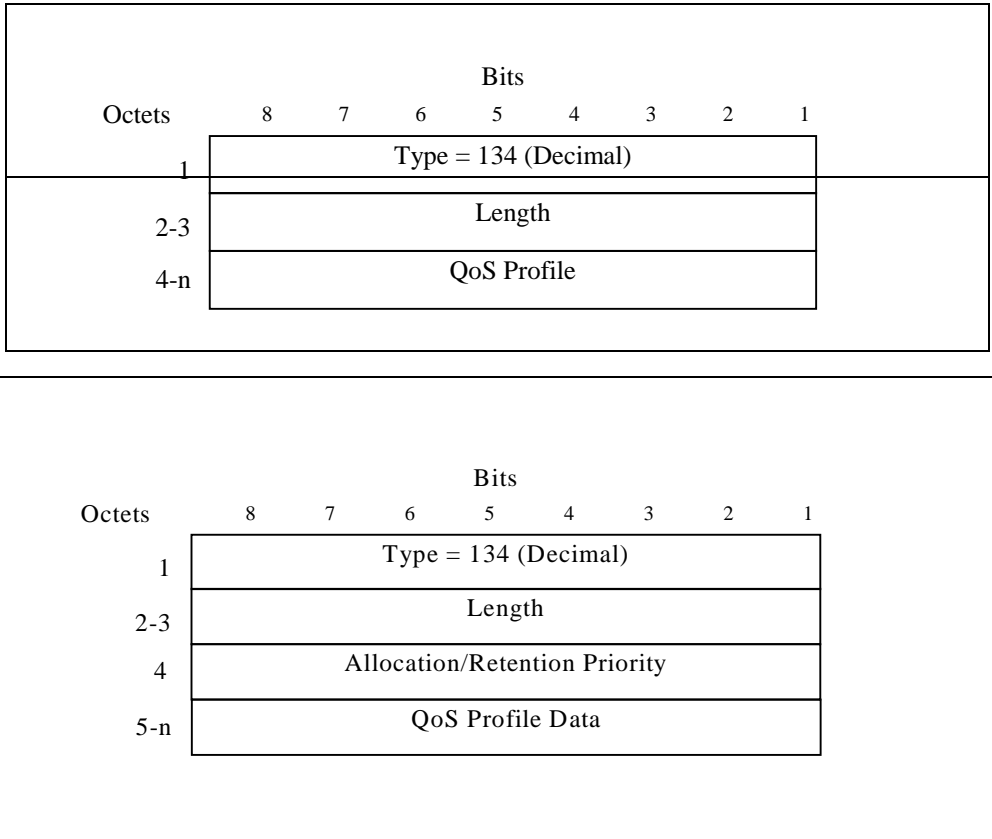 Bits
Octets 8 7 6 5 4 3 2 1
1 Type = 134 (Decimal)
2-3 Length
4-n QoS Profile
Bits
Octets 8 7 6 5 4 3 2 1
1 Type = 134 (Decimal)
2-3 Length
4 Allocation/Retention Priority
5-n QoS Profile Data